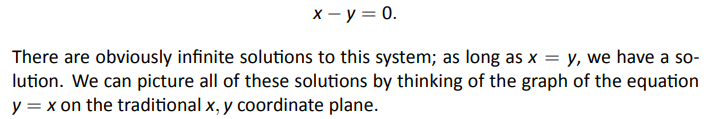 x − y = 0.
There are obviously infinite solutions to this system; as long as x = y, we have a so-
lution. We can picture all of these solutions by thinking of the graph of the equation
y = x on the traditional x, y coordinate plane.